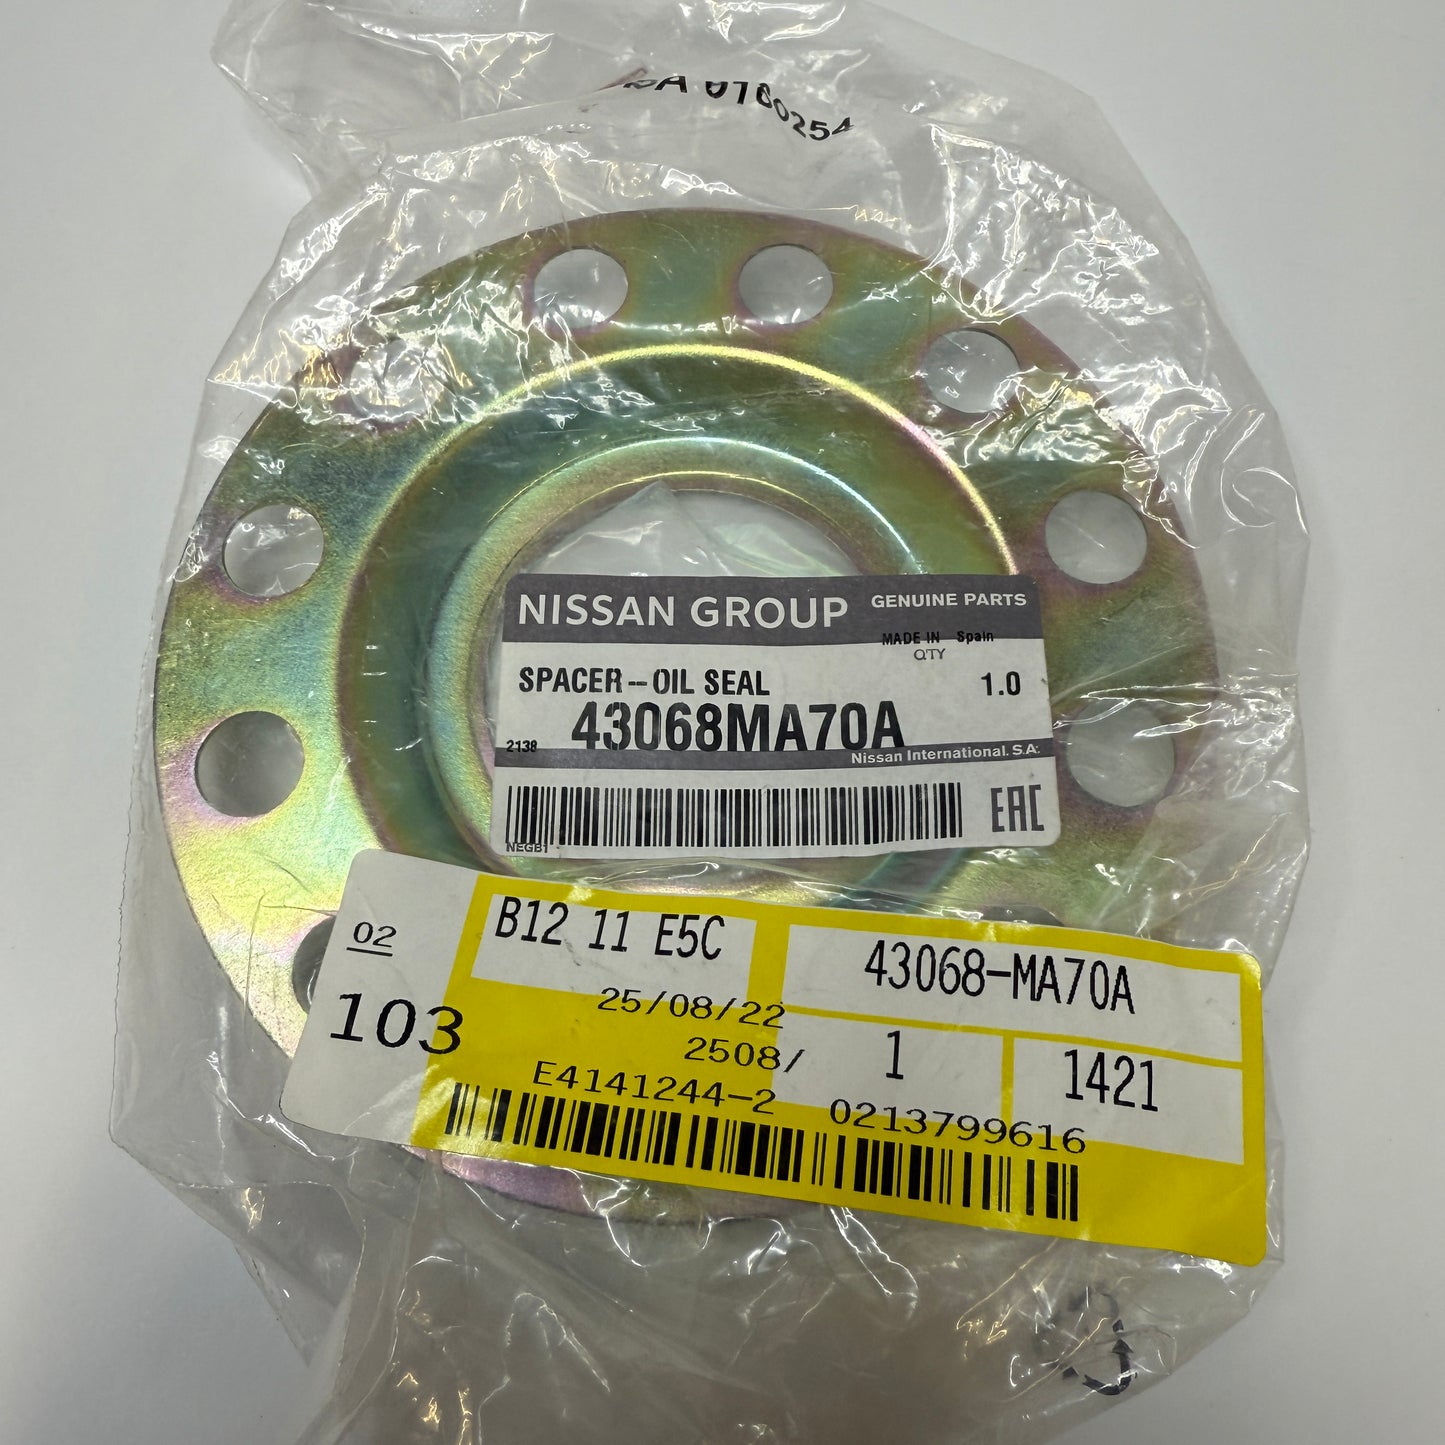 NISSAN GROUP GENUINE PARTS
MADE IN Spain
QTY
SPACER-OIL SEAL 1.0
43068MA70A
2138
Nissan International. S.A.
EAC
NEGB1
02
B12 11 E5C
43068-MA70A
103
25/08/22
2508/
1
1421
E4141244-2
0213799616